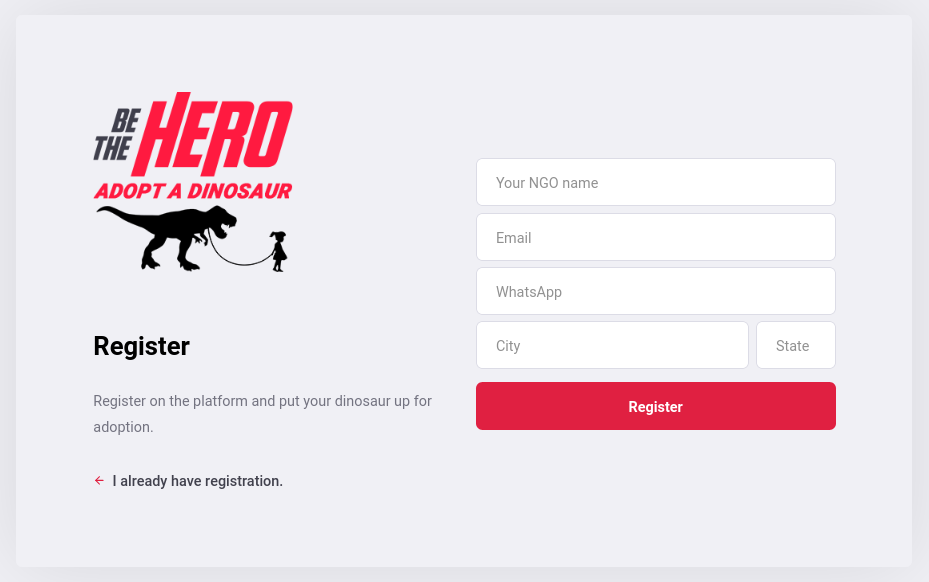 BE
THE HERO
ADOPT A DINOSAUR
Register
Register on the platform and put your dinosaur up for
adoption.
← I already have registration.
Your NGO name
Email
WhatsApp
City State
Register